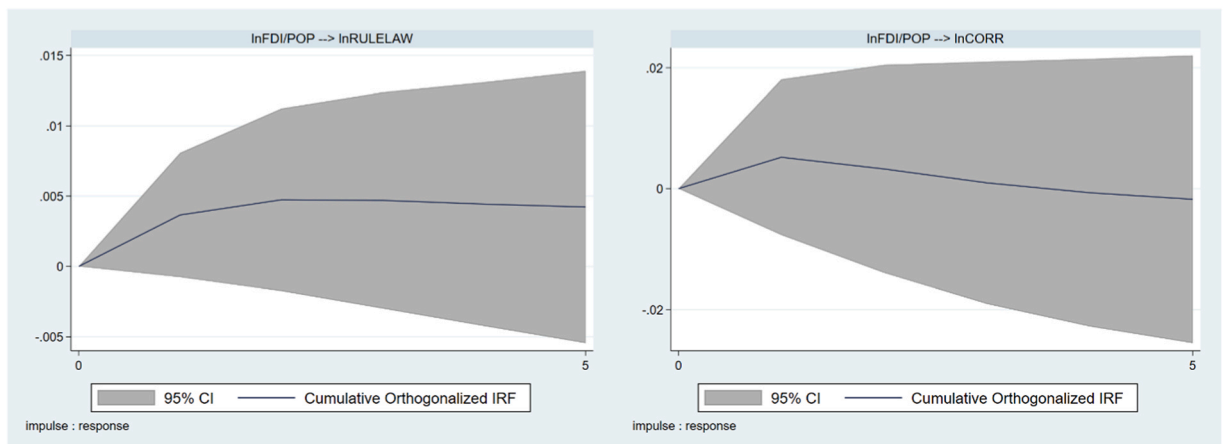 lnFDI/POP --> lnRULELAW
.015
.01
.005
0
-.005
0 5
95% CI Cumulative Orthogonalized IRF
impulse : response
lnFDI/POP --> lnCORR
.02
0
-.02
0 5
95% CI Cumulative Orthogonalized IRF
impulse : response